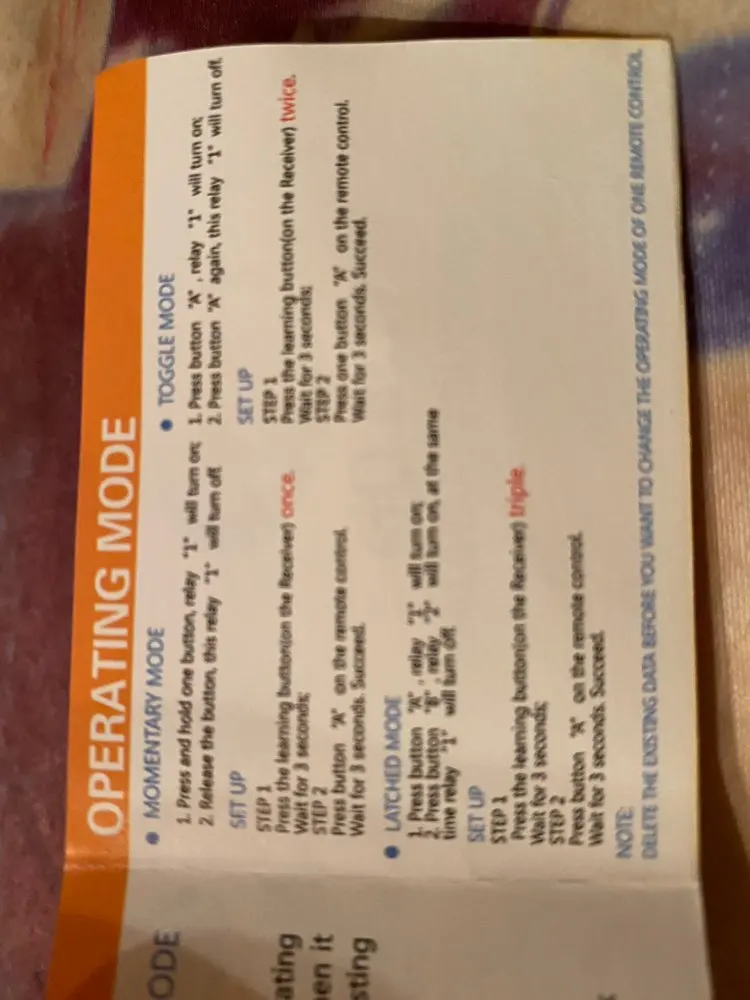 OPERATING MODE
● MOMENTARY MODE
1. Press and hold one button, relay "1" will turn on;
2. Release the button, this relay "1" will turn off.
SET UP
STEP 1
Press the learning button(on the Receiver) once.
Wait for 3 seconds;
STEP 2
Press button "A" on the remote control.
Wait for 3 seconds. Succeed.
● TOGGLE MODE
1. Press button "A" , relay "1" will turn on;
2. Press button "A" again, this relay "1" will turn off.
SET UP
STEP 1
Press the learning button(on the Receiver) twice.
Wait for 3 seconds;
STEP 2
Press one button "A" on the remote control.
Wait for 3 seconds. Succeed.
● LATCHED MODE
1. Press button "A" , relay "1" will turn on;
2. Press button "B" , relay "2" will turn on, at the same
time relay "1" will turn off.
SET UP
STEP 1
Press the learning button(on the Receiver) triple.
Wait for 3 seconds;
STEP 2
Press button "A" on the remote control.
Wait for 3 seconds. Succeed.
NOTE:
DELETE THE EXISTING DATA BEFORE YOU WANT TO CHANGE THE OPERATING MODE OF ONE REMOTE CONTROL.
ODE
ating
en it
sting